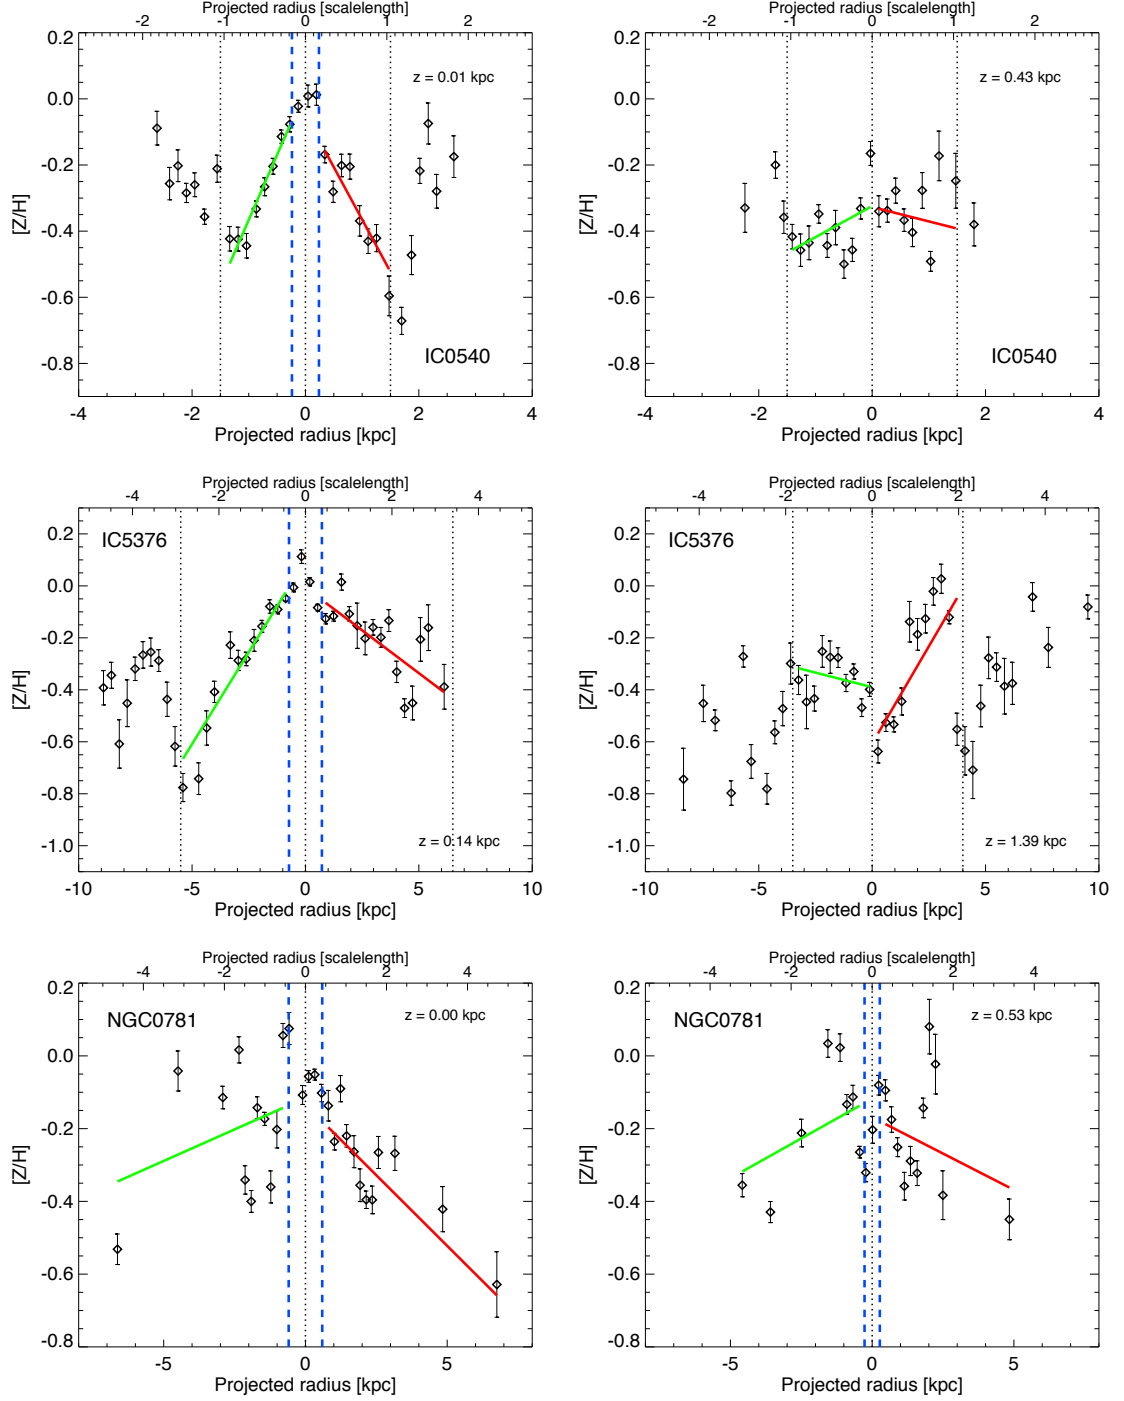 Projected radius [scalelength]
-2 -1 0 1 2
[Z/H]
0.2
0.0
-0.2
-0.4
-0.6
-0.8
z = 0.01 kpc
IC0540
-4 -2 0 2 4
Projected radius [kpc]
Projected radius [scalelength]
-2 -1 0 1 2
[Z/H]
0.2
0.0
-0.2
-0.4
-0.6
-0.8
z = 0.43 kpc
IC0540
-4 -2 0 2 4
Projected radius [kpc]
Projected radius [scalelength]
-4 -2 0 2 4
[Z/H]
0.2
0.0
-0.2
-0.4
-0.6
-0.8
-1.0
IC5376
z = 0.14 kpc
-10 -5 0 5 10
Projected radius [kpc]
Projected radius [scalelength]
-4 -2 0 2 4
[Z/H]
0.2
0.0
-0.2
-0.4
-0.6
-0.8
-1.0
IC5376
z = 1.39 kpc
-10 -5 0 5 10
Projected radius [kpc]
Projected radius [scalelength]
-4 -2 0 2 4
[Z/H]
0.2
0.0
-0.2
-0.4
-0.6
-0.8
NGC0781
z = 0.00 kpc
-5 0 5
Projected radius [kpc]
Projected radius [scalelength]
-4 -2 0 2 4
[Z/H]
0.2
0.0
-0.2
-0.4
-0.6
-0.8
NGC0781
z = 0.53 kpc
-5 0 5
Projected radius [kpc]